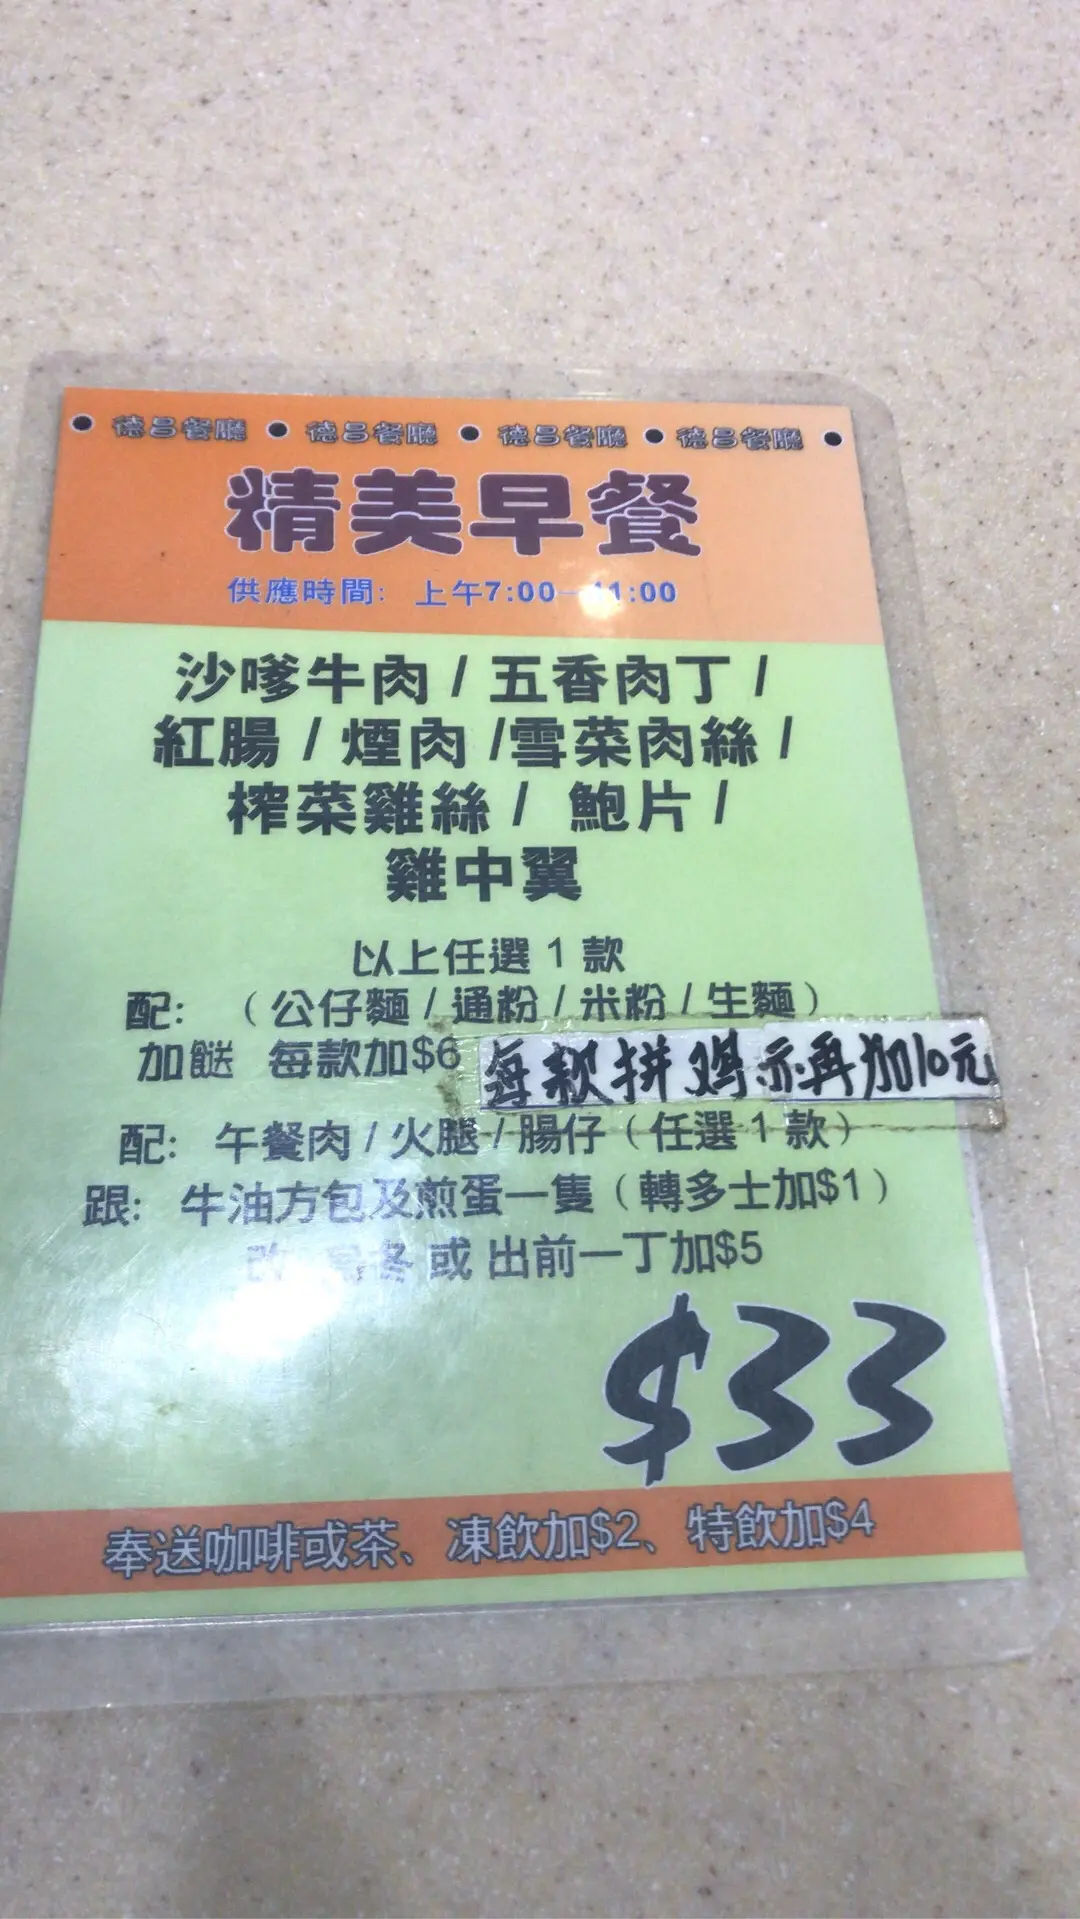 德昌餐廳 ● 德昌餐廳 ● 德昌餐廳 ● 德昌餐廳
精美早餐
供應時間: 上午7:00—11:00
沙嗲牛肉 / 五香肉丁 /
紅腸 / 煙肉 /雪菜肉絲 /
榨菜雞絲 / 鮑片 /
雞中翼
以上任選 1 款
配: （公仔麵 / 通粉 / 米粉 / 生麵）
加餸 每款加$6
每款拼鸡 再加10元
配: 午餐肉 / 火腿 / 腸仔（任選 1 款）
跟: 牛油方包及煎蛋一隻（轉多士加$1）
冬 或 出前一丁加$5
$33
奉送咖啡或茶、凍飲加$2、特飲加$4